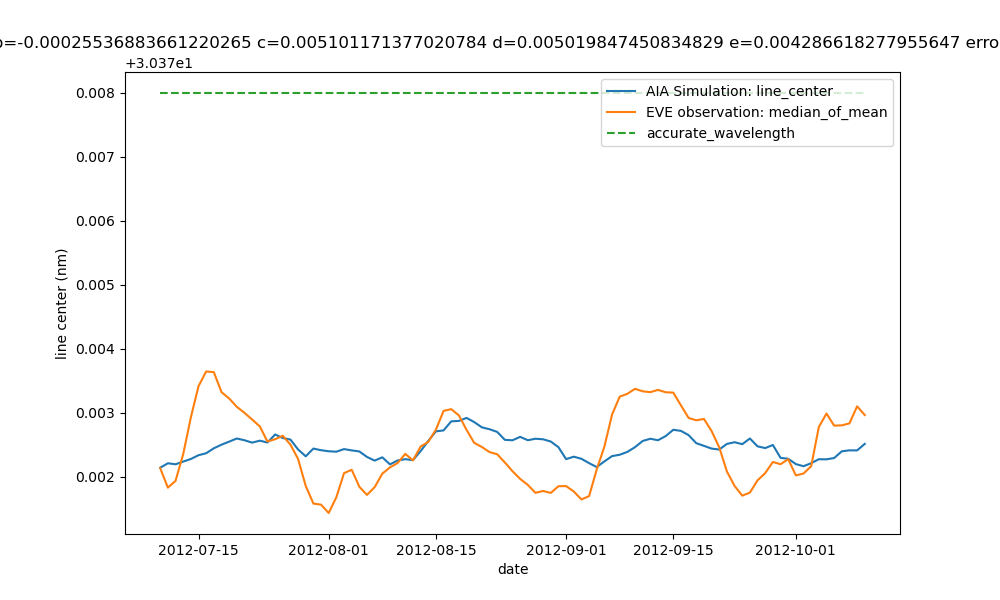 =-0.00025536883661220265 c=0.005101171377020784 d=0.005019847450834829 e=0.004286618277955647 erro
+3.037e1
0.008
0.007
0.006
0.005
0.004
0.003
0.002
line center (nm)
AIA Simulation: line_center
EVE observation: median_of_mean
accurate_wavelength
2012-07-15
2012-08-01
2012-08-15
2012-09-01
2012-09-15
2012-10-01
date